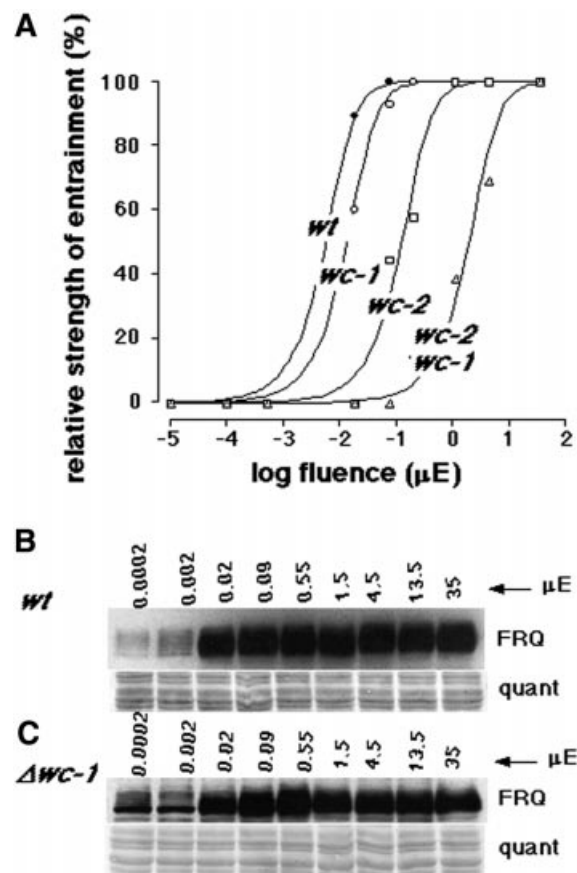 A
relative strength of entrainment (%)
100
80
60
40
20
0
wt
wc-1
wc-2
wc-2
wc-1
-5 -4 -3 -2 -1 0 1 2
log fluence (µE)
B
wt
0.0002 0.002 0.02 0.09 0.55 1.5 4.5 13.5 35
µE
FRQ
quant
C
Δwc-1
0.0002 0.002 0.02 0.09 0.55 1.5 4.5 13.5 35
µE
FRQ
quant